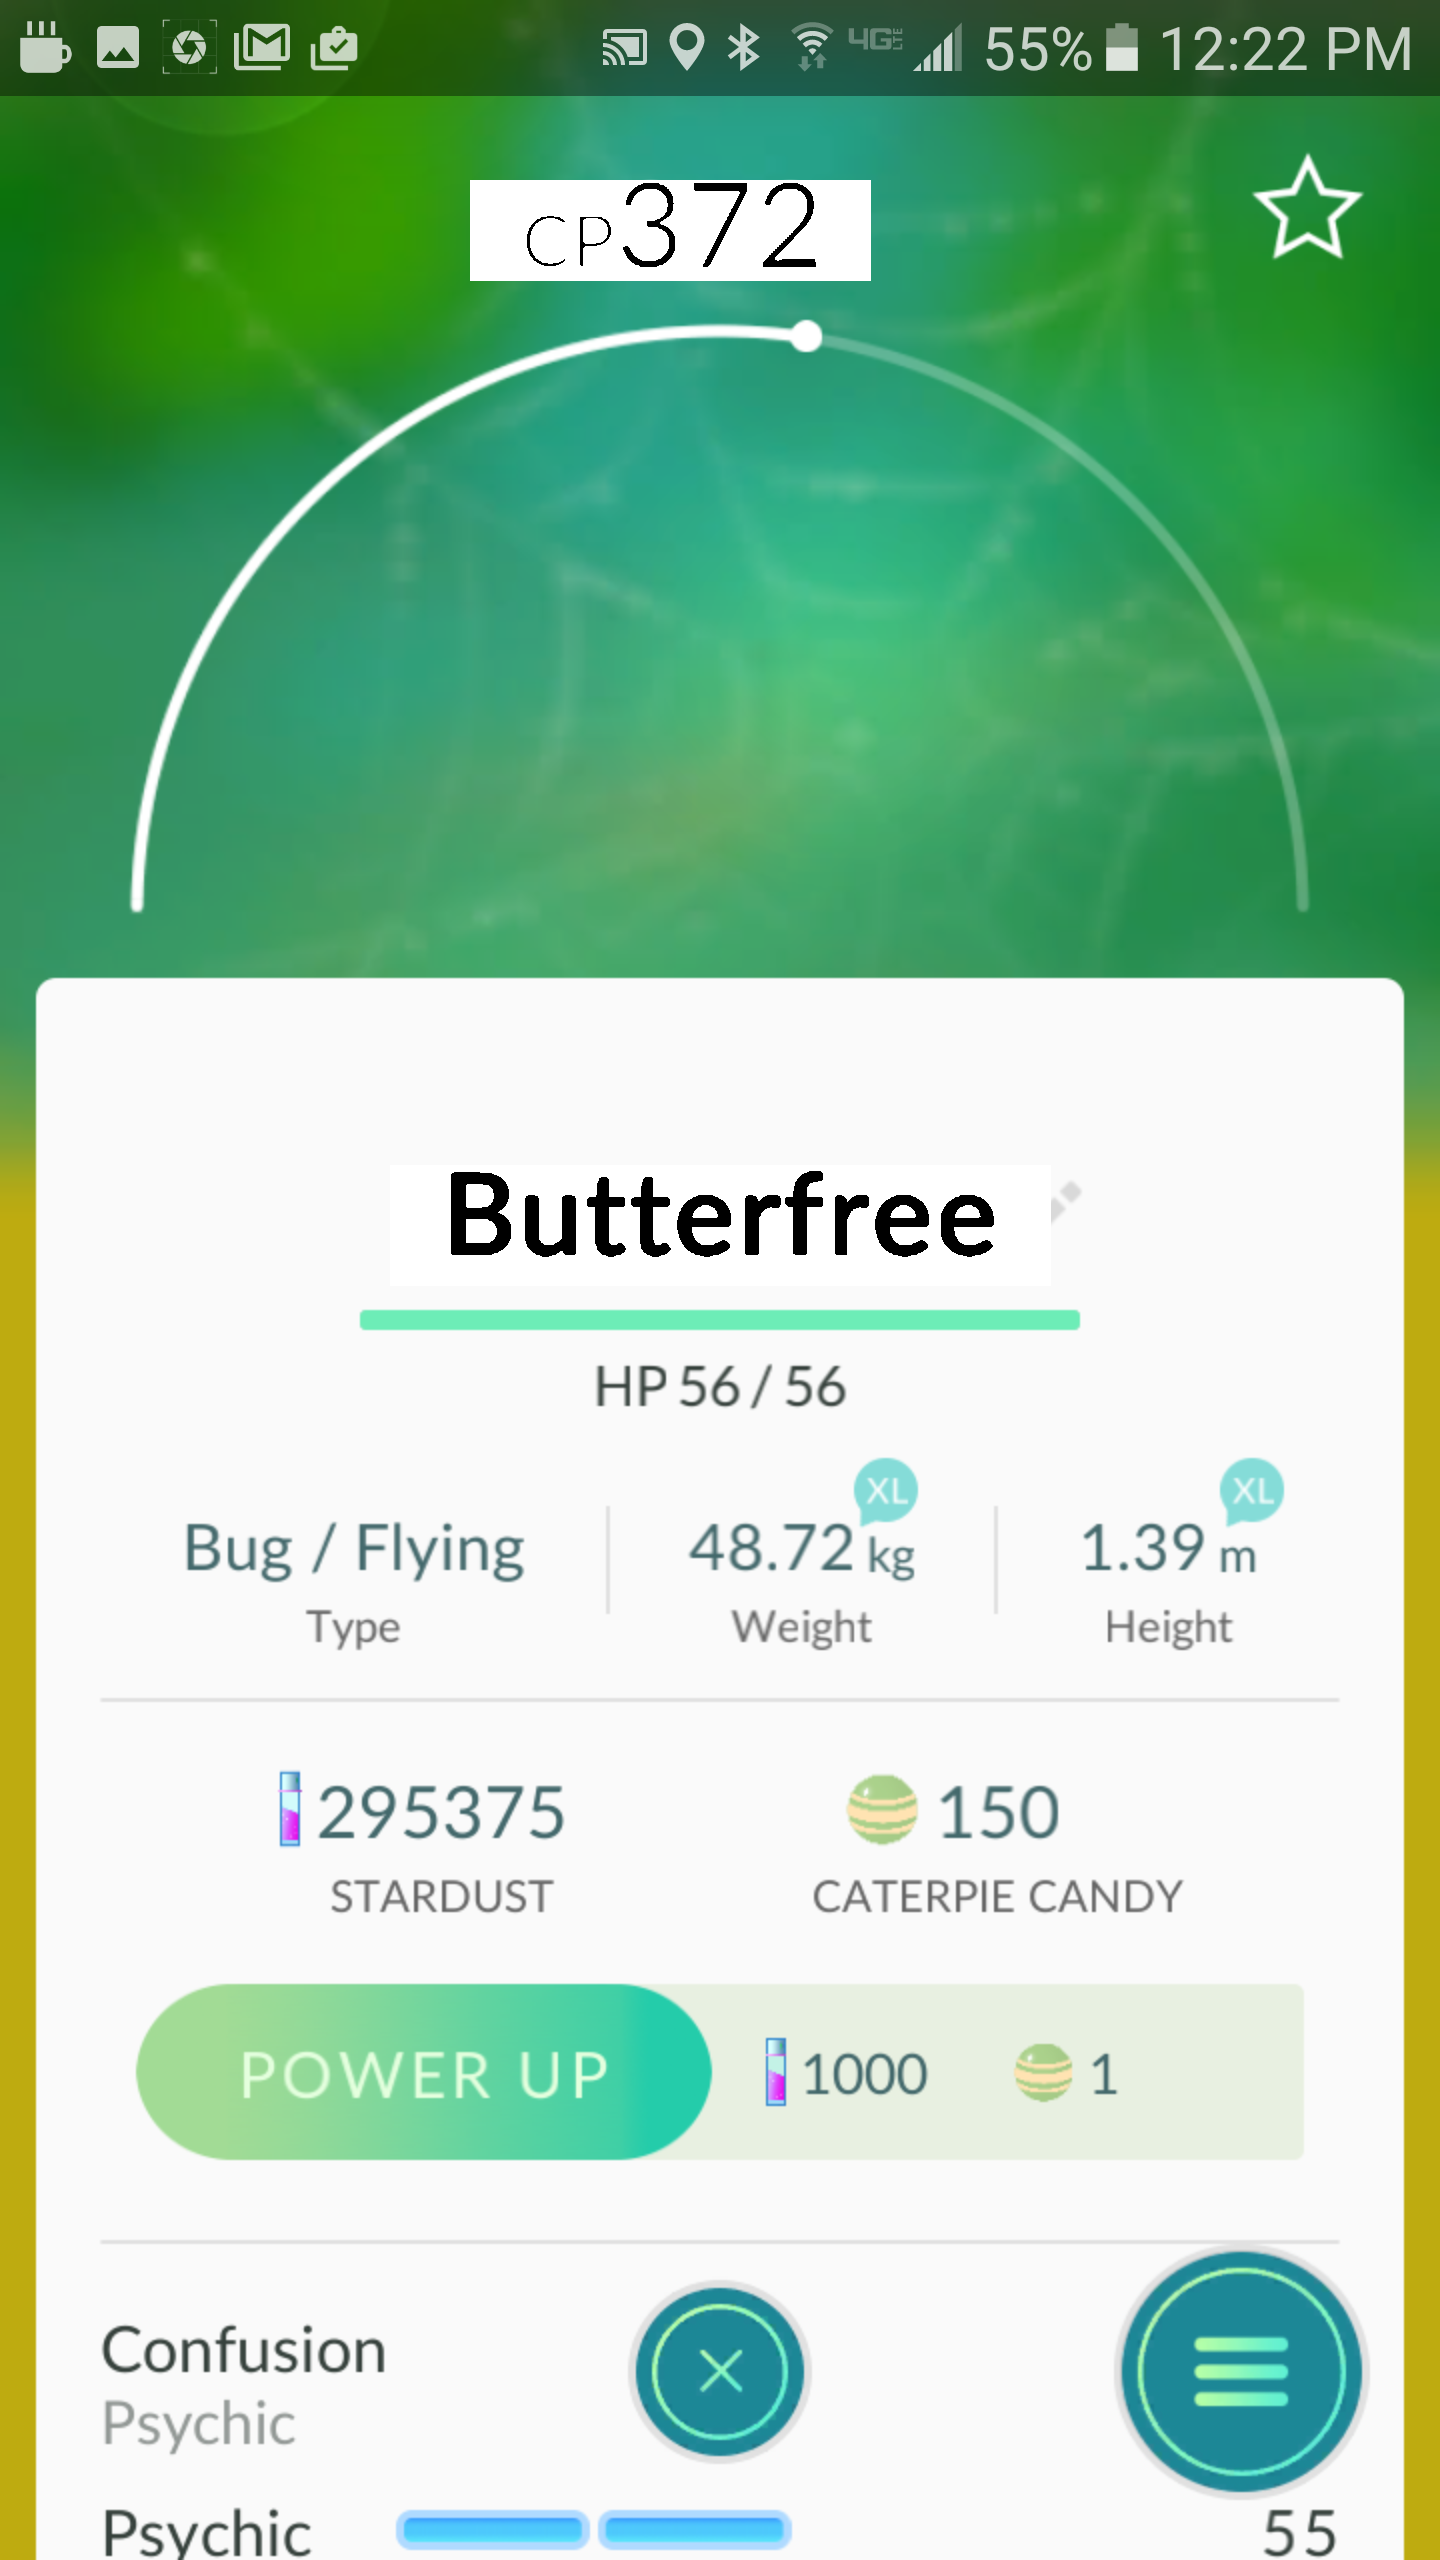 4G LTE 55% 12:22 PM
CP372
Butterfree
HP 56 / 56
XL XL
Bug / Flying 48.72 kg 1.39 m
Type Weight Height
295375 150
STARDUST CATERPIE CANDY
POWER UP 1000 1
Confusion
Psychic
Psychic 55